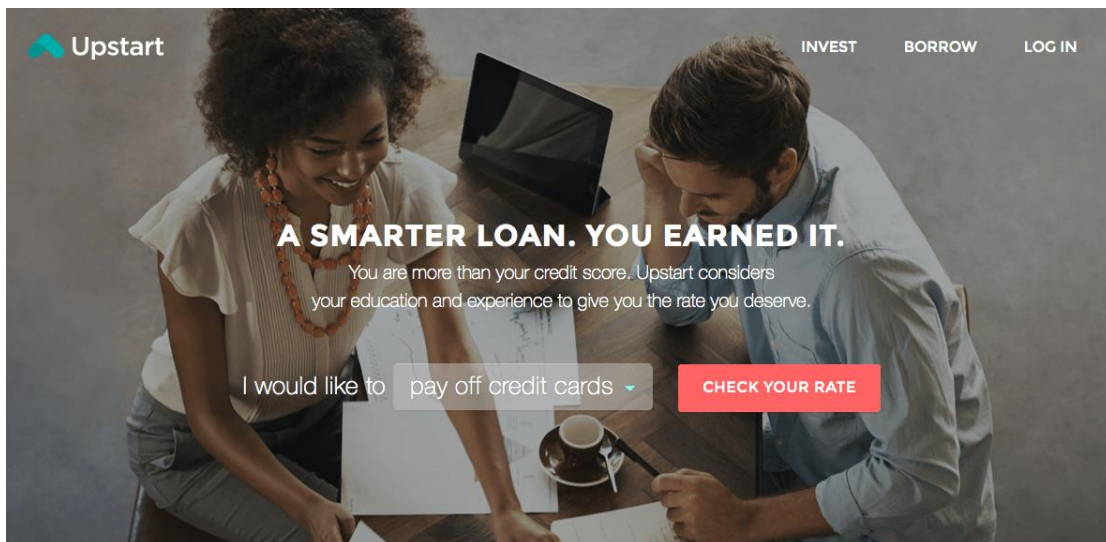 Upstart
INVEST
BORROW
LOG IN
A SMARTER LOAN. YOU EARNED IT.
You are more than your credit score. Upstart considers
your education and experience to give you the rate you deserve.
I would like to pay off credit cards
CHECK YOUR RATE